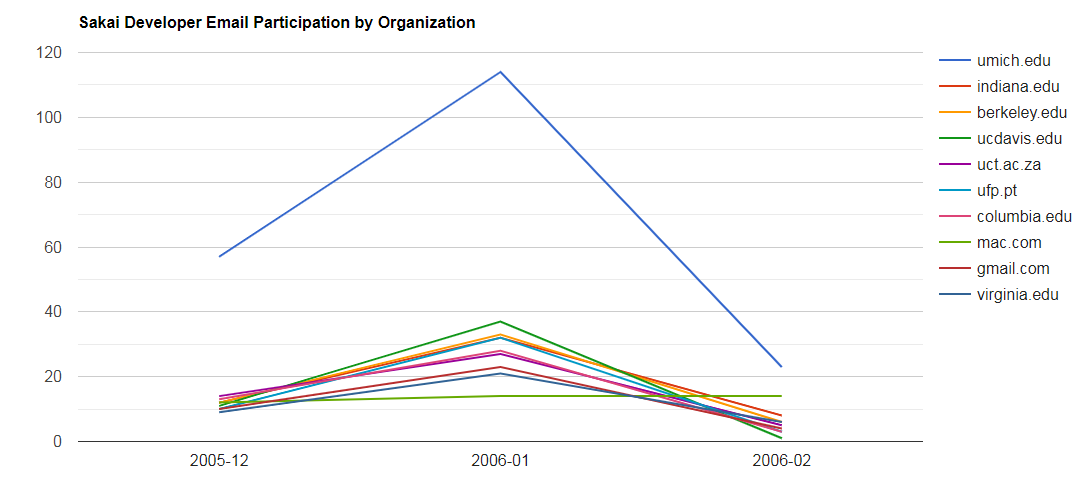 Sakai Developer Email Participation by Organization
120
100
80
60
40
20
0
2005-12
2006-01
2006-02
umich.edu
indiana.edu
berkeley.edu
ucdavis.edu
uct.ac.za
ufp.pt
columbia.edu
mac.com
gmail.com
virginia.edu